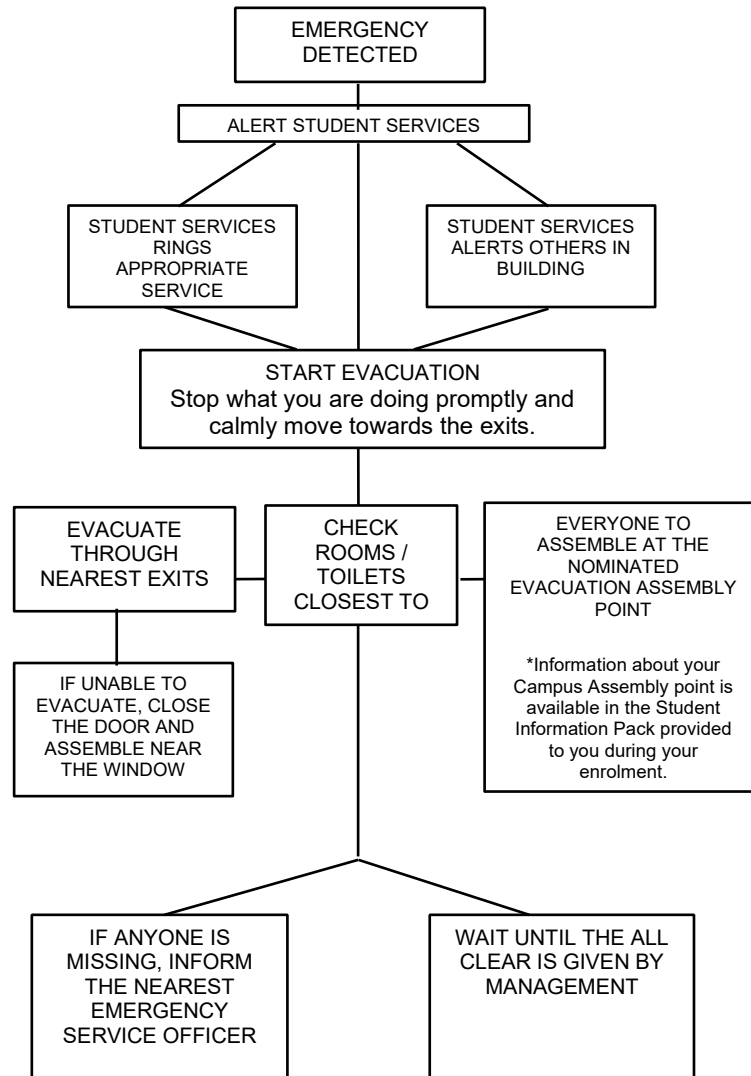 EMERGENCY
DETECTED
ALERT STUDENT SERVICES
STUDENT SERVICES
RINGS
APPROPRIATE
SERVICE
STUDENT SERVICES
ALERTS OTHERS IN
BUILDING
START EVACUATION
Stop what you are doing promptly and
calmly move towards the exits.
EVACUATE
THROUGH
NEAREST EXITS
CHECK
ROOMS /
TOILETS
CLOSEST TO
EVERYONE TO
ASSEMBLE AT THE
NOMINATED
EVACUATION ASSEMBLY
POINT
*Information about your
Campus Assembly point is
available in the Student
Information Pack provided
to you during your
enrolment.
IF UNABLE TO
EVACUATE, CLOSE
THE DOOR AND
ASSEMBLE NEAR
THE WINDOW
IF ANYONE IS
MISSING, INFORM
THE NEAREST
EMERGENCY
SERVICE OFFICER
WAIT UNTIL THE ALL
CLEAR IS GIVEN BY
MANAGEMENT